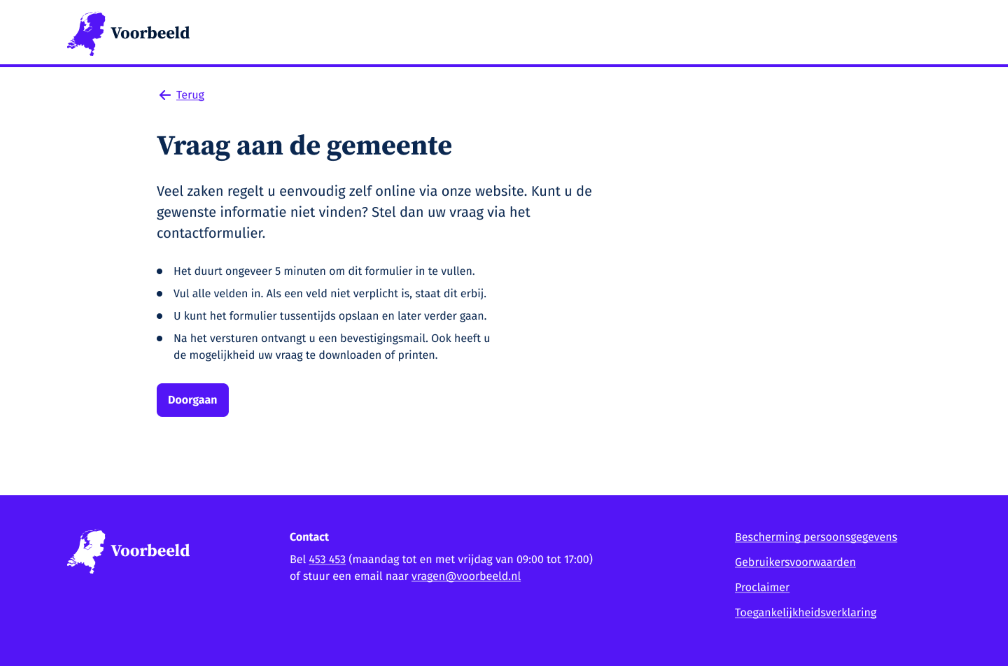 Voorbeeld
Terug
Vraag aan de gemeente
Veel zaken regelt u eenvoudig zelf online via onze website. Kunt u de
gewenste informatie niet vinden? Stel dan uw vraag via het
contactformulier.
Het duurt ongeveer 5 minuten om dit formulier in te vullen.
Vul alle velden in. Als een veld niet verplicht is, staat dit erbij.
U kunt het formulier tussentijds opslaan en later verder gaan.
Na het versturen ontvangt u een bevestigingsmail. Ook heeft u
de mogelijkheid uw vraag te downloaden of printen.
Doorgaan
Voorbeeld
Contact
Bel 453 453 (maandag tot en met vrijdag van 09:00 tot 17:00)
of stuur een email naar vragen@voorbeeld.nl
Bescherming persoonsgegevens
Gebruikersvoorwaarden
Proclaimer
Toegankelijkheidsverklaring